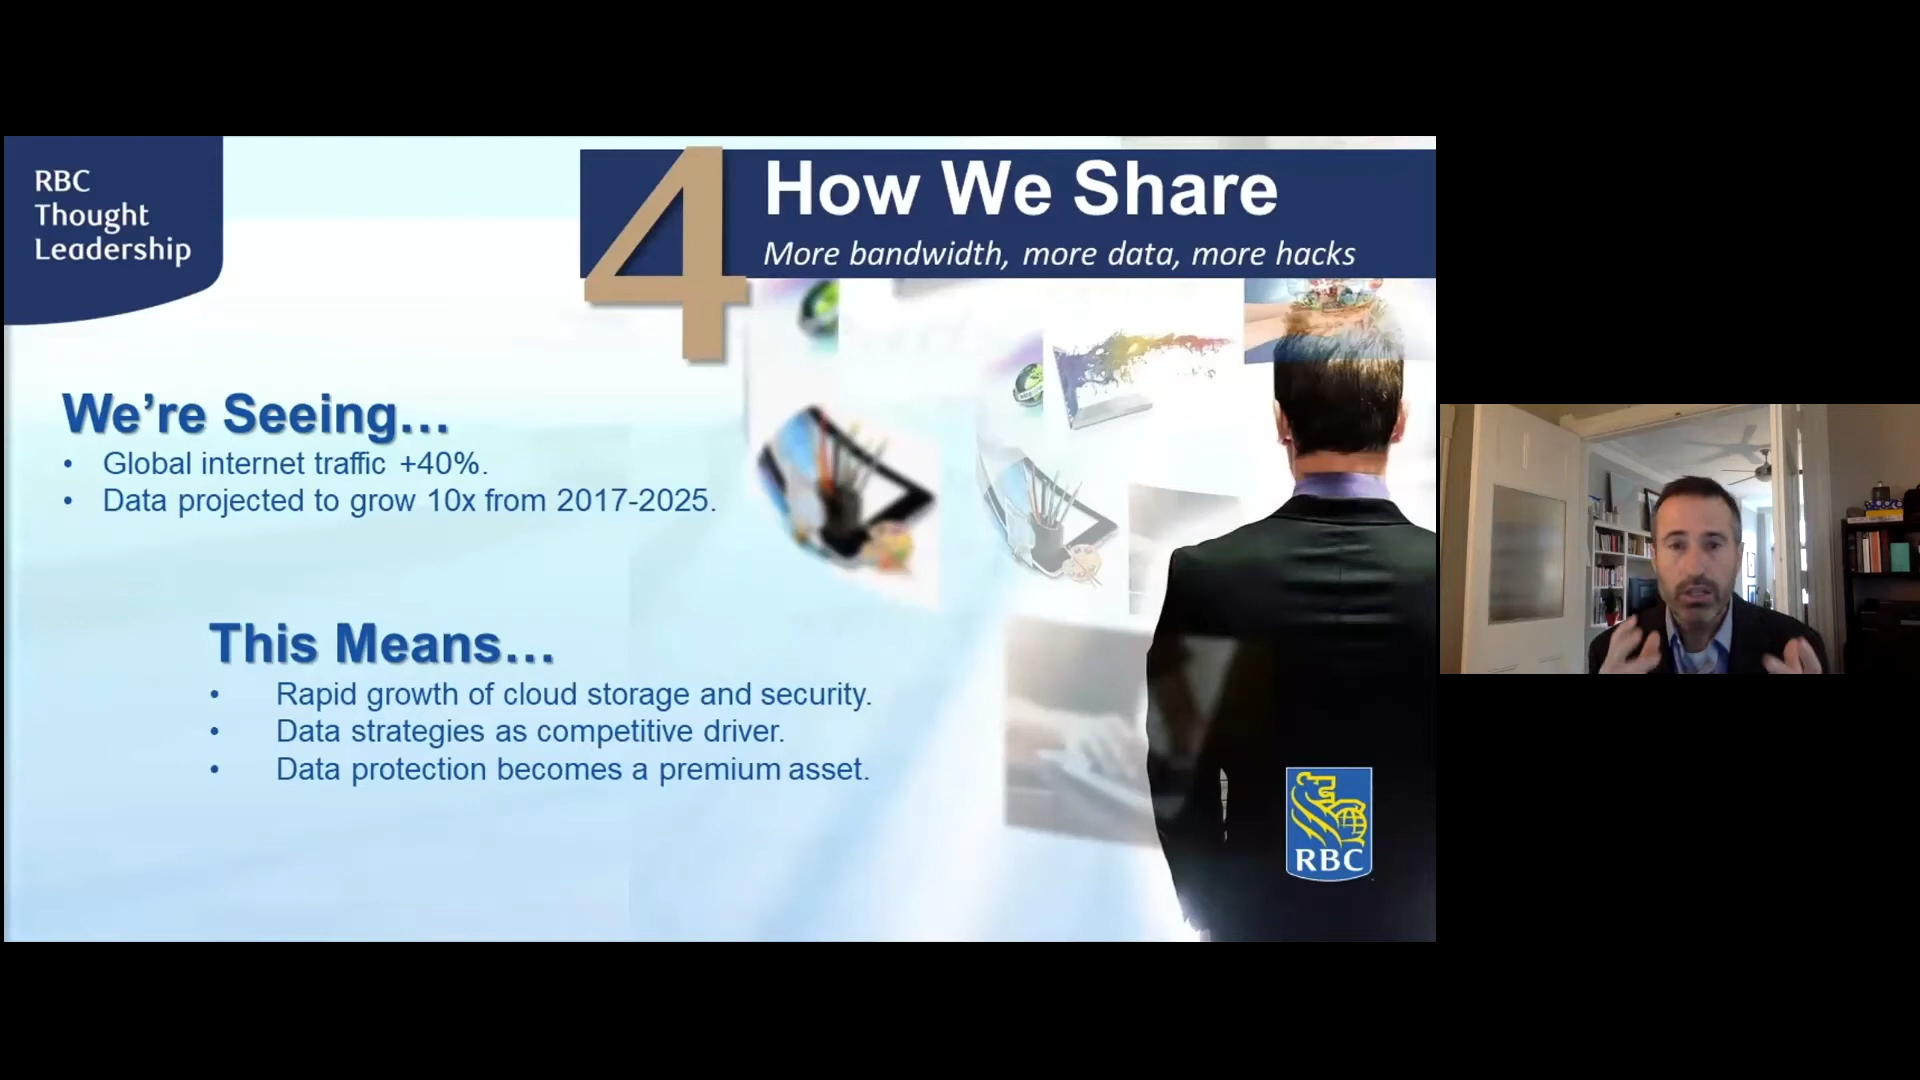 RBC
Thought
Leadership
4
How We Share
More bandwidth, more data, more hacks
We’re Seeing…
• Global internet traffic +40%.
• Data projected to grow 10x from 2017-2025.
This Means…
• Rapid growth of cloud storage and security.
• Data strategies as competitive driver.
• Data protection becomes a premium asset.
RBC